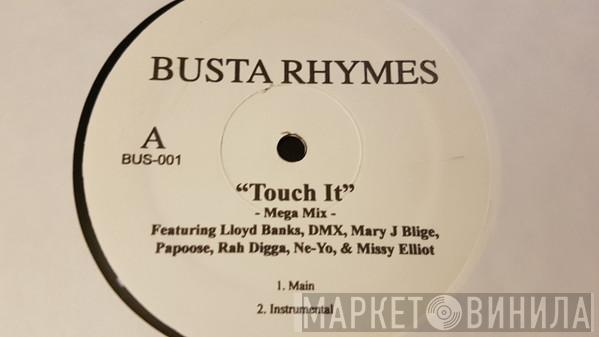 BUSTA RHYMES
A
BUS-001
“Touch It”
- Mega Mix -
Featuring Lloyd Banks, DMX, Mary J Blige,
Papoose, Rah Digga, Ne-Yo, & Missy Elliot
1. Main
2. Instrumental
МАРКЕТ ВИНИЛА